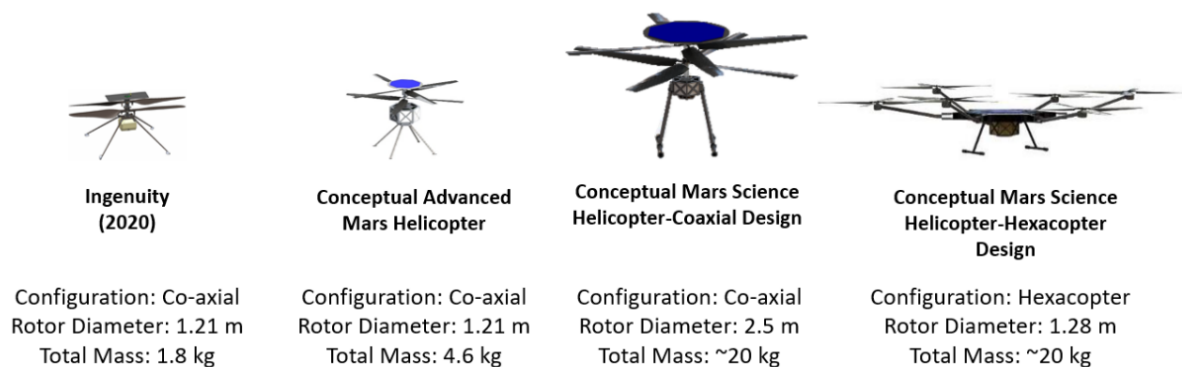 Ingenuity
(2020)
Configuration: Co-axial
Rotor Diameter: 1.21 m
Total Mass: 1.8 kg
Conceptual Advanced
Mars Helicopter
Configuration: Co-axial
Rotor Diameter: 1.21 m
Total Mass: 4.6 kg
Conceptual Mars Science
Helicopter-Coaxial Design
Configuration: Co-axial
Rotor Diameter: 2.5 m
Total Mass: ~20 kg
Conceptual Mars Science
Helicopter-Hexacopter
Design
Configuration: Hexacopter
Rotor Diameter: 1.28 m
Total Mass: ~20 kg